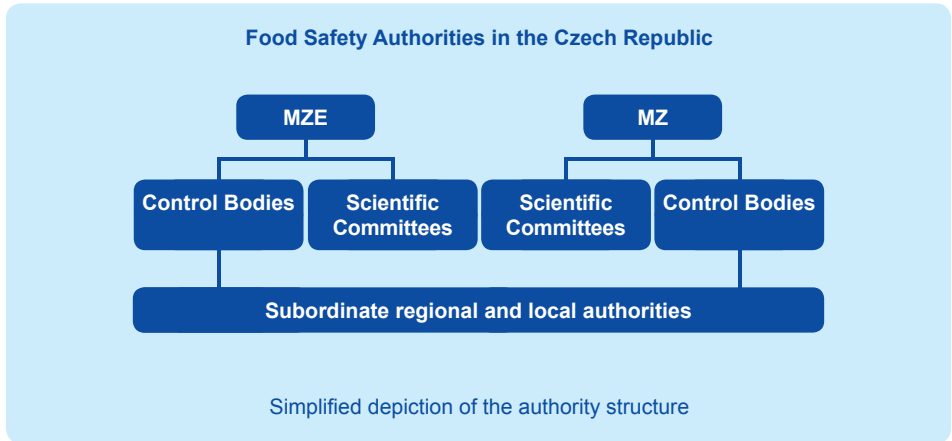 Food Safety Authorities in the Czech Republic
MZE
MZ
Control Bodies
Scientific
Committees
Scientific
Committees
Control Bodies
Subordinate regional and local authorities
Simplified depiction of the authority structure